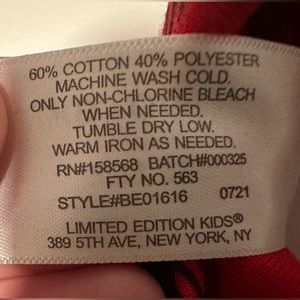 60% COTTON 40% POLYESTER
MACHINE WASH COLD.
ONLY NON-CHLORINE BLEACH
WHEN NEEDED.
TUMBLE DRY LOW.
WARM IRON AS NEEDED.
RN#158568 BATCH#000325
FTY NO. 563
STYLE#BE01616 0721
LIMITED EDITION KIDS®
389 5TH AVE, NEW YORK, NY